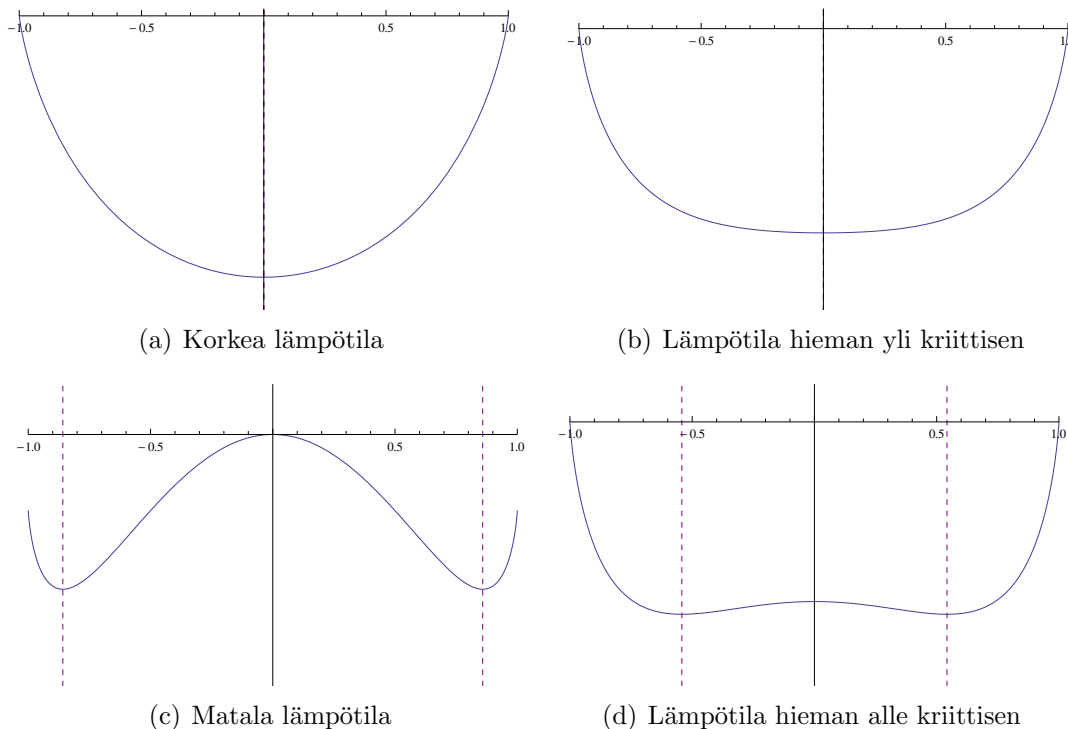 −1.0 −0.5 0.5 1.0
−1.0 −0.5 0.5 1.0
(a) Korkea lämpötila
(b) Lämpötila hieman yli kriittisen
−1.0 −0.5 0.5 1.0
−1.0 −0.5 0.5 1.0
(c) Matala lämpötila
(d) Lämpötila hieman alle kriittisen